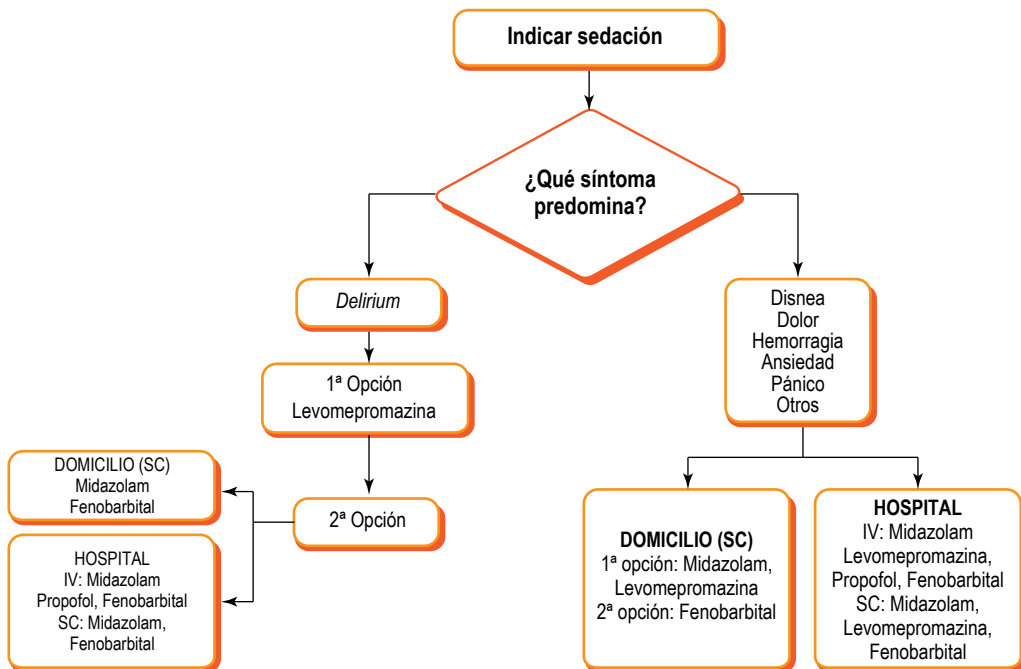 Indicar sedación
¿Qué síntoma
predomina?
Delirium
1ª Opción
Levomepromazina
2ª Opción
DOMICILIO (SC)
Midazolam
Fenobarbital
HOSPITAL
IV: Midazolam
Propofol, Fenobarbital
SC: Midazolam,
Fenobarbital
Disnea
Dolor
Hemorragia
Ansiedad
Pánico
Otros
DOMICILIO (SC)
1ª opción: Midazolam,
Levomepromazina
2ª opción: Fenobarbital
HOSPITAL
IV: Midazolam
Levomepromazina,
Propofol, Fenobarbital
SC: Midazolam,
Levomepromazina,
Fenobarbital